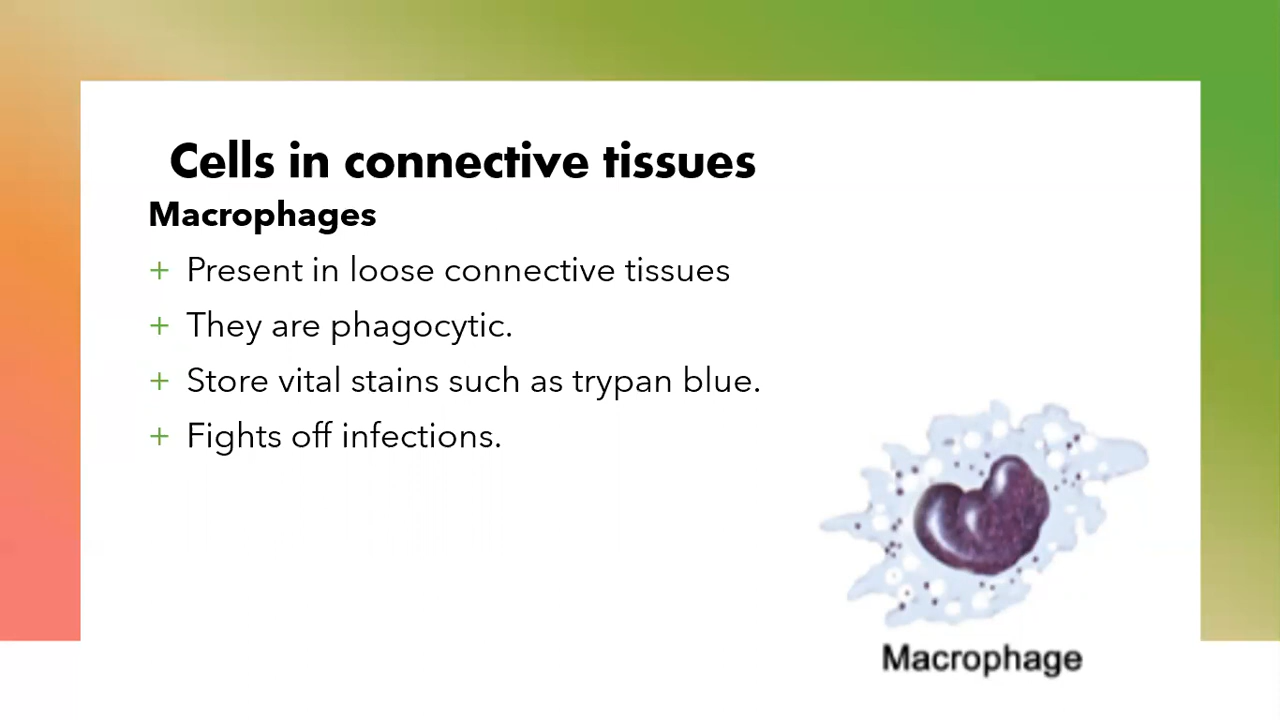 Cells in connective tissues
Macrophages
+ Present in loose connective tissues
+ They are phagocytic.
+ Store vital stains such as trypan blue.
+ Fights off infections.
Macrophage